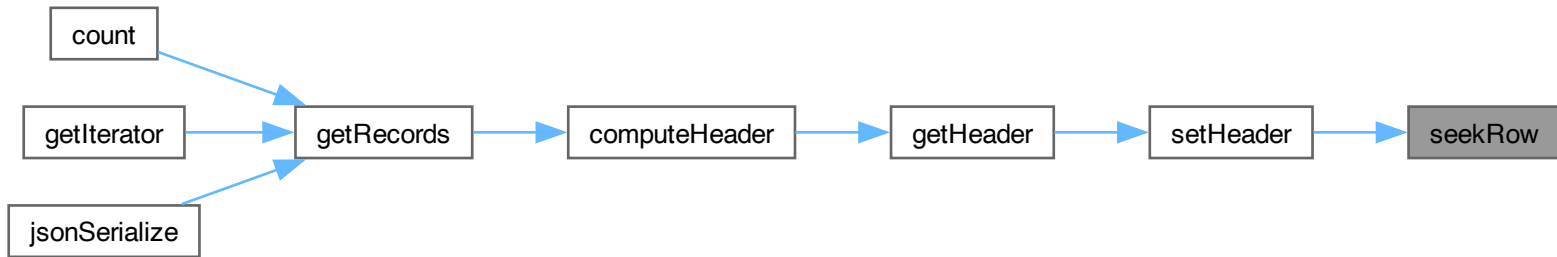 count
getIterator
getRecords
computeHeader
getHeader
setHeader
seekRow
jsonSerialize